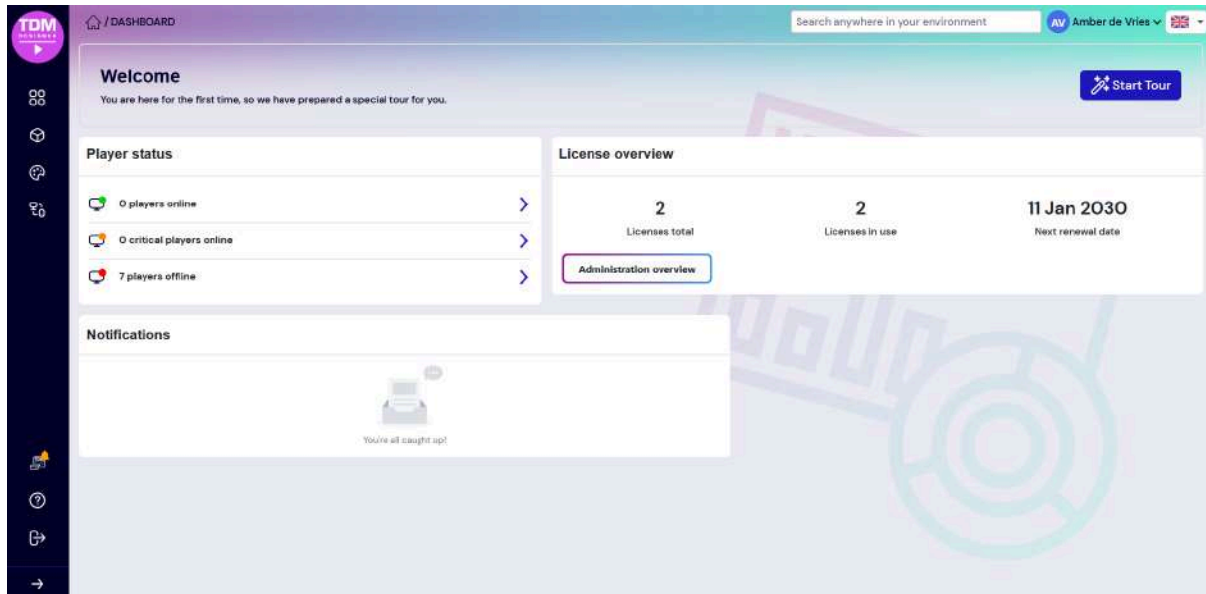 TDM
DESIGNER
/ DASHBOARD
Search anywhere in your environment
AV
Amber de Vries
Welcome
You are here for the first time, so we have prepared a special tour for you.
Start Tour
Player status
0 players online
0 critical players online
7 players offline
License overview
2
Licenses total
2
Licenses in use
11 Jan 2030
Next renewal date
Administration overview
Notifications
You're all caught up!